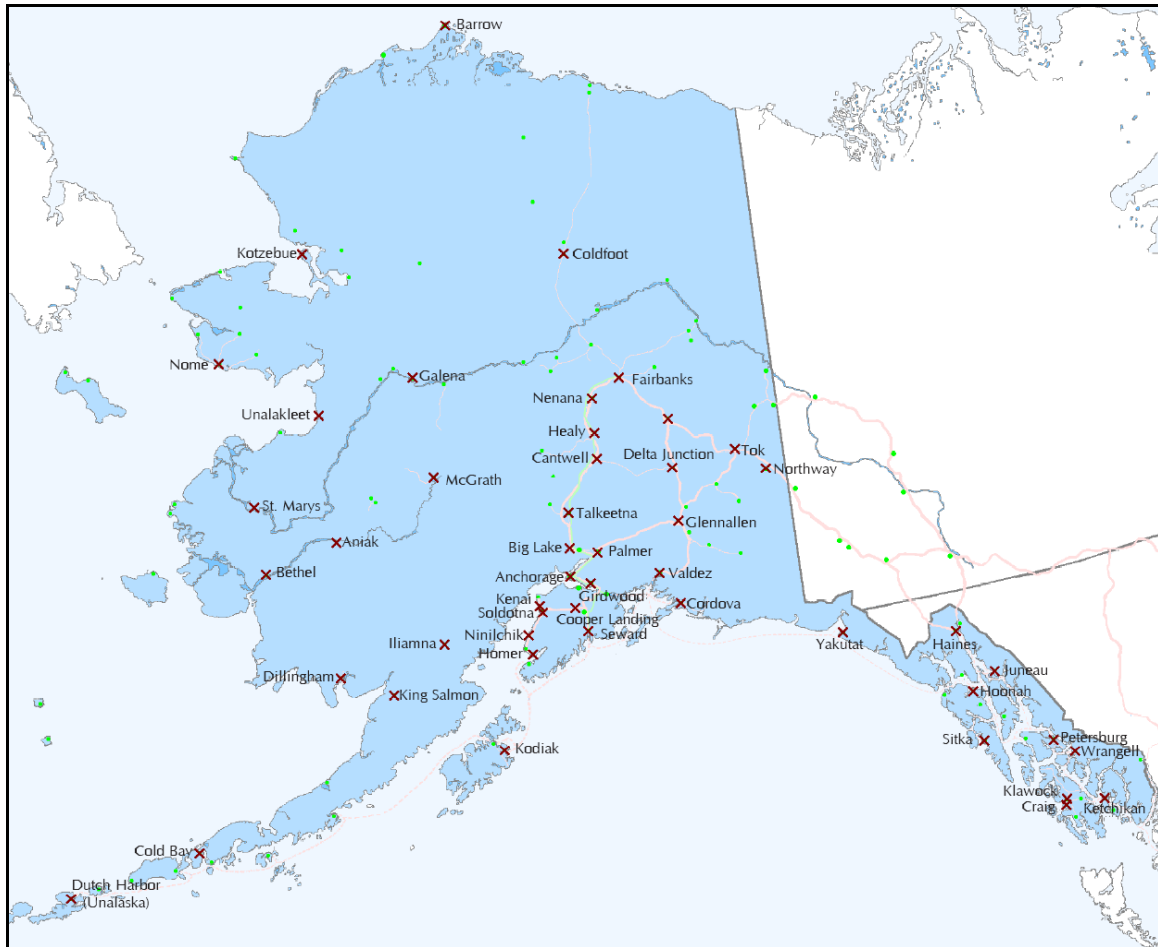 Barrow
Kotzebue
Coldfoot
Nome
Galena
Fairbanks
Nenana
Unalakleet
Healy
Cantwell
Delta Junction
Tok
Northway
McGrath
St. Marys
Talkeetna
Glennallen
Aniak
Big Lake
Palmer
Bethel
Anchorage
Valdez
Girdwood
Kenai
Soldotna
Cordova
Cooper Landing
Seward
Ninilchik
Homer
Iliamna
Yakutat
Haines
Dillingham
King Salmon
Juneau
Hoonah
Kodiak
Sitka
Petersburg
Wrangell
Klawock
Craig
Ketchikan
Cold Bay
Dutch Harbor
(Unalaska)